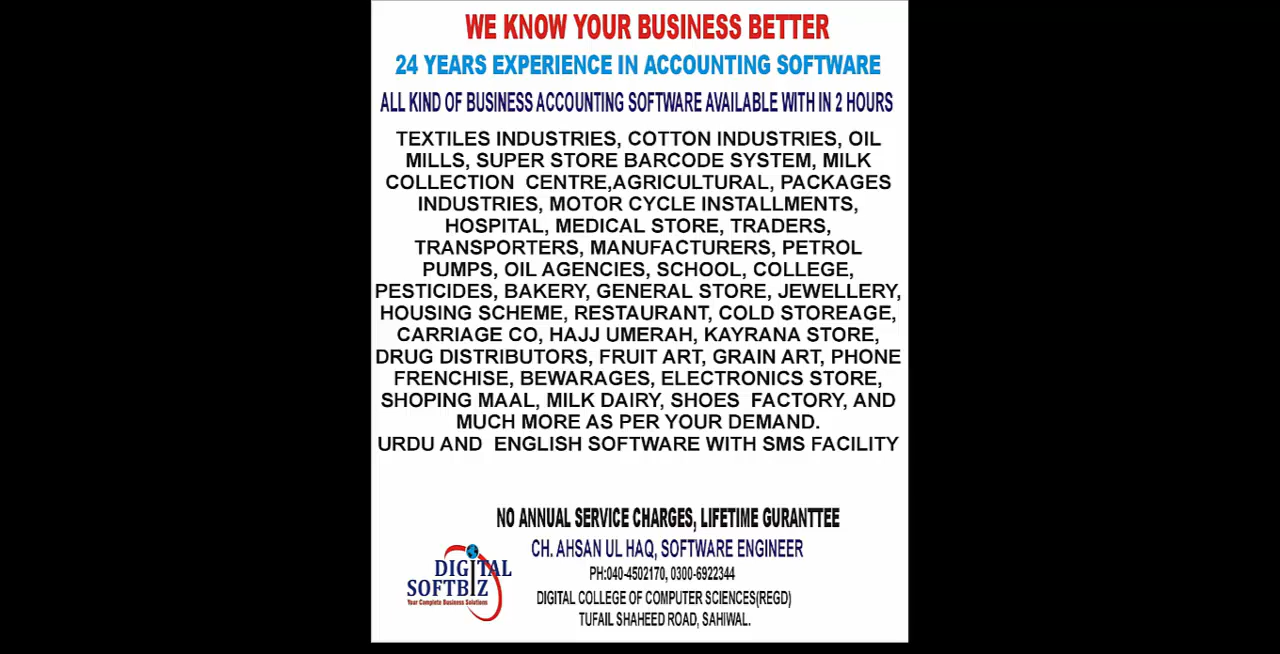 WE KNOW YOUR BUSINESS BETTER
24 YEARS EXPERIENCE IN ACCOUNTING SOFTWARE
ALL KIND OF BUSINESS ACCOUNTING SOFTWARE AVAILABLE WITH IN 2 HOURS
TEXTILES INDUSTRIES, COTTON INDUSTRIES, OIL
MILLS, SUPER STORE BARCODE SYSTEM, MILK
COLLECTION CENTRE,AGRICULTURAL, PACKAGES
INDUSTRIES, MOTOR CYCLE INSTALLMENTS,
HOSPITAL, MEDICAL STORE, TRADERS,
TRANSPORTERS, MANUFACTURERS, PETROL
PUMPS, OIL AGENCIES, SCHOOL, COLLEGE,
PESTICIDES, BAKERY, GENERAL STORE, JEWELLERY,
HOUSING SCHEME, RESTAURANT, COLD STOREAGE,
CARRIAGE CO, HAJJ UMERAH, KAYRANA STORE,
DRUG DISTRIBUTORS, FRUIT ART, GRAIN ART, PHONE
FRENCHISE, BEWARAGES, ELECTRONICS STORE,
SHOPING MAAL, MILK DAIRY, SHOES FACTORY, AND
MUCH MORE AS PER YOUR DEMAND.
URDU AND ENGLISH SOFTWARE WITH SMS FACILITY
NO ANNUAL SERVICE CHARGES, LIFETIME GURANTTEE
CH. AHSAN UL HAQ, SOFTWARE ENGINEER
PH:040-4502170, 0300-6922344
DIGITAL COLLEGE OF COMPUTER SCIENCES(REGD)
TUFAIL SHAHEED ROAD, SAHIWAL.
DIGITAL
SOFTBIZ
Your Complete Business Solutions